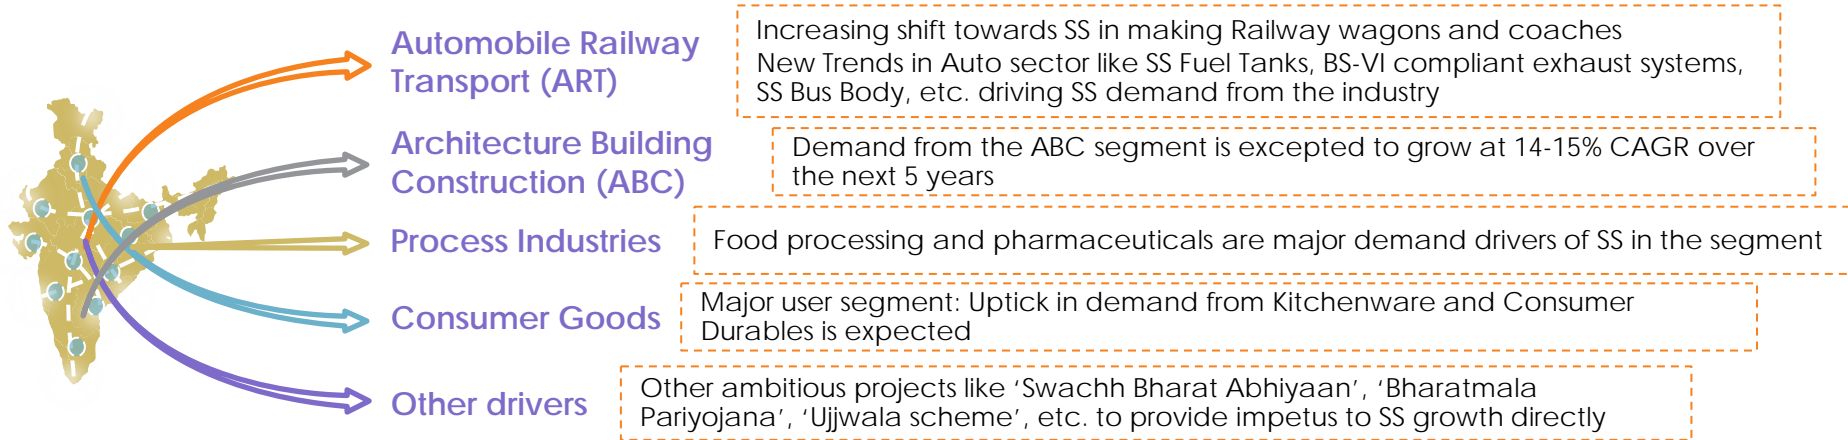 Automobile Railway
Transport (ART)
Increasing shift towards SS in making Railway wagons and coaches
New Trends in Auto sector like SS Fuel Tanks, BS-VI compliant exhaust systems,
SS Bus Body, etc. driving SS demand from the industry
Architecture Building
Construction (ABC)
Demand from the ABC segment is excepted to grow at 14-15% CAGR over
the next 5 years
Process Industries
Food processing and pharmaceuticals are major demand drivers of SS in the segment
Consumer Goods
Major user segment: Uptick in demand from Kitchenware and Consumer
Durables is expected
Other drivers
Other ambitious projects like ‘Swachh Bharat Abhiyaan’, ‘Bharatmala
Pariyojana’, ‘Ujjwala scheme’, etc. to provide impetus to SS growth directly